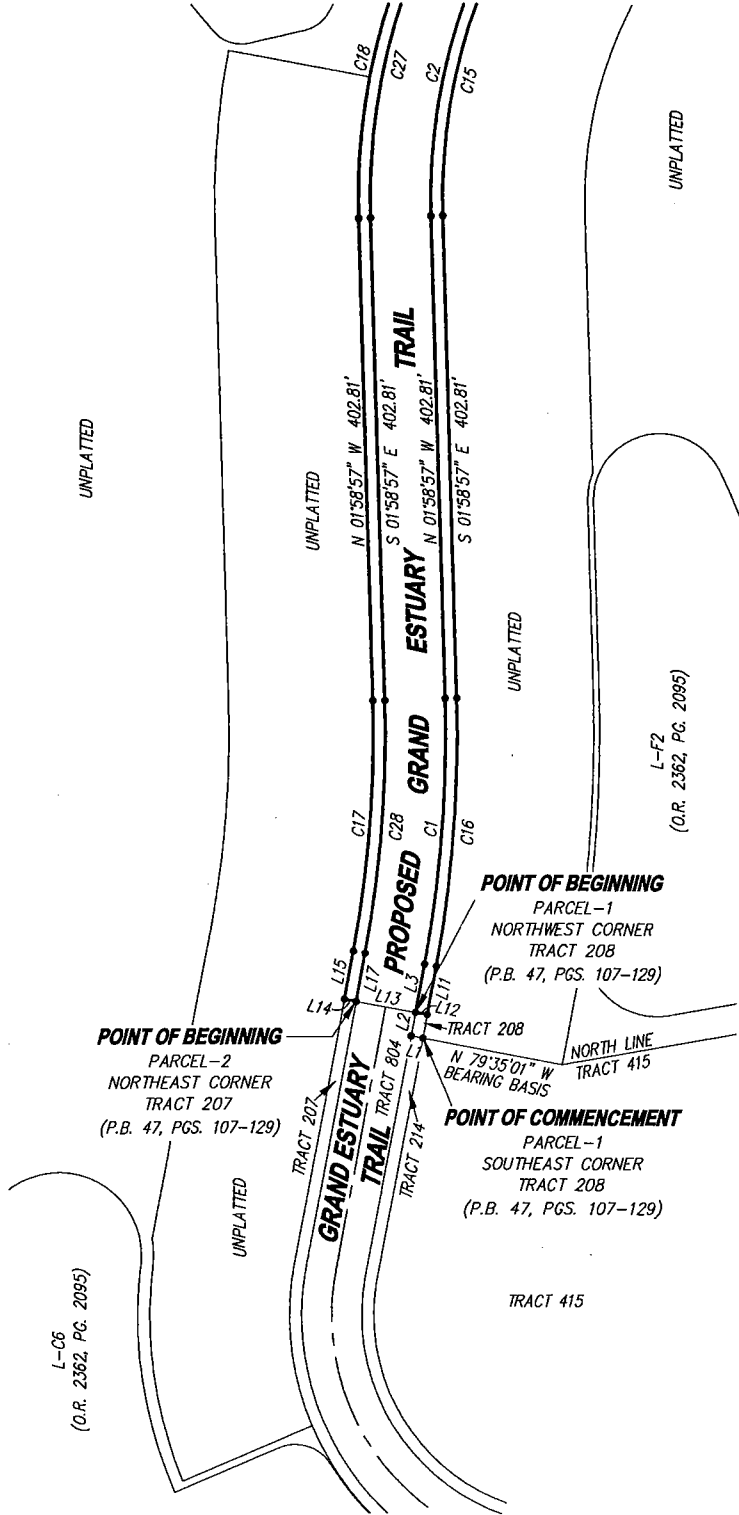 C18
C27
C2
C15
UNPLATTED
UNPLATTED
UNPLATTED
N 01°58'57" W 402.81'
S 01°58'57" E 402.81'
N 01°58'57" W 402.81'
S 01°58'57" E 402.81'
PROPOSED GRAND ESTUARY TRAIL
UNPLATTED
L-F2
(O.R. 2362, PG. 2095)
C17
C28
C1
C16
POINT OF BEGINNING
PARCEL-1
NORTHWEST CORNER
TRACT 208
(P.B. 47, PGS. 107-129)
L15
L17
L3
L11
L14
L13
L12
L2
L1
TRACT 208
NORTH LINE
TRACT 415
N 79°35'01" W
BEARING BASIS
POINT OF BEGINNING
PARCEL-2
NORTHEAST CORNER
TRACT 207
(P.B. 47, PGS. 107-129)
POINT OF COMMENCEMENT
PARCEL-1
SOUTHEAST CORNER
TRACT 208
(P.B. 47, PGS. 107-129)
TRACT 207
GRAND ESTUARY
TRAIL
TRACT 804
TRACT 214
UNPLATTED
TRACT 415
L-C6
(O.R. 2362, PG. 2095)